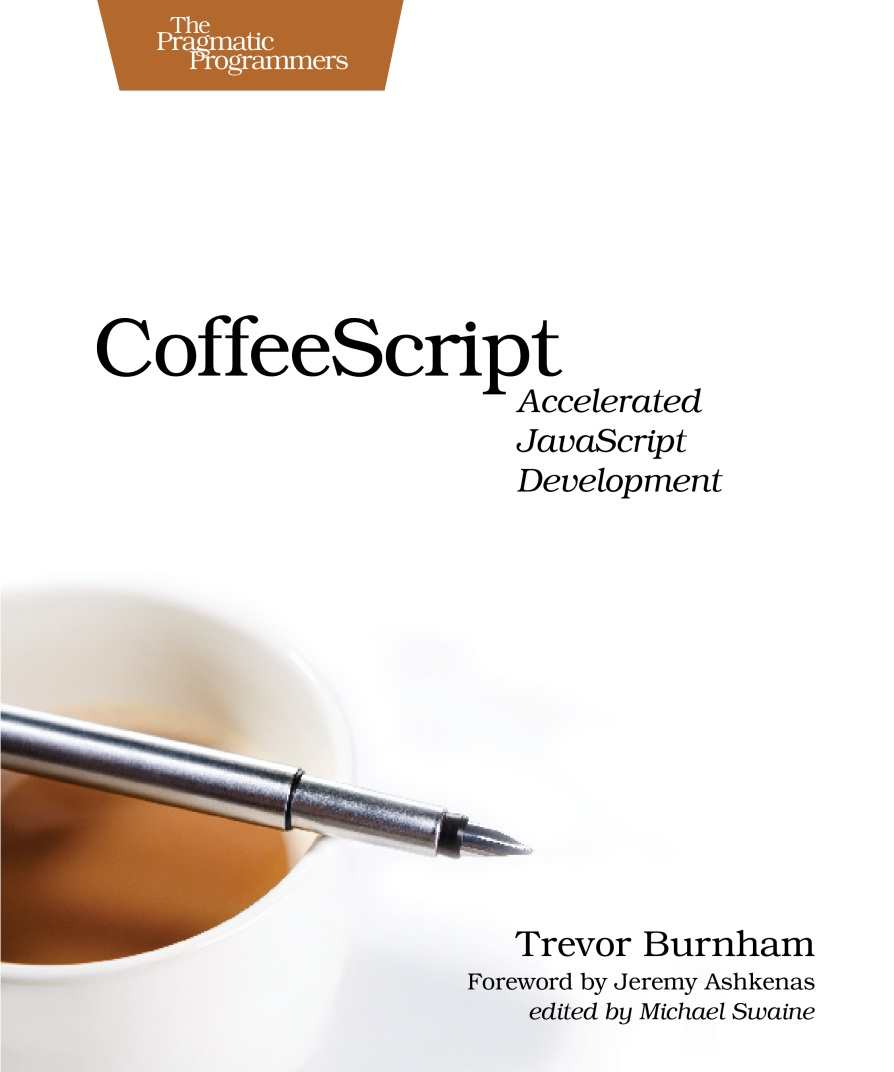 The
Pragmatic
Programmers
CoffeeScript
Accelerated
JavaScript
Development
Trevor Burnham
Foreword by Jeremy Ashkenas
edited by Michael Swaine